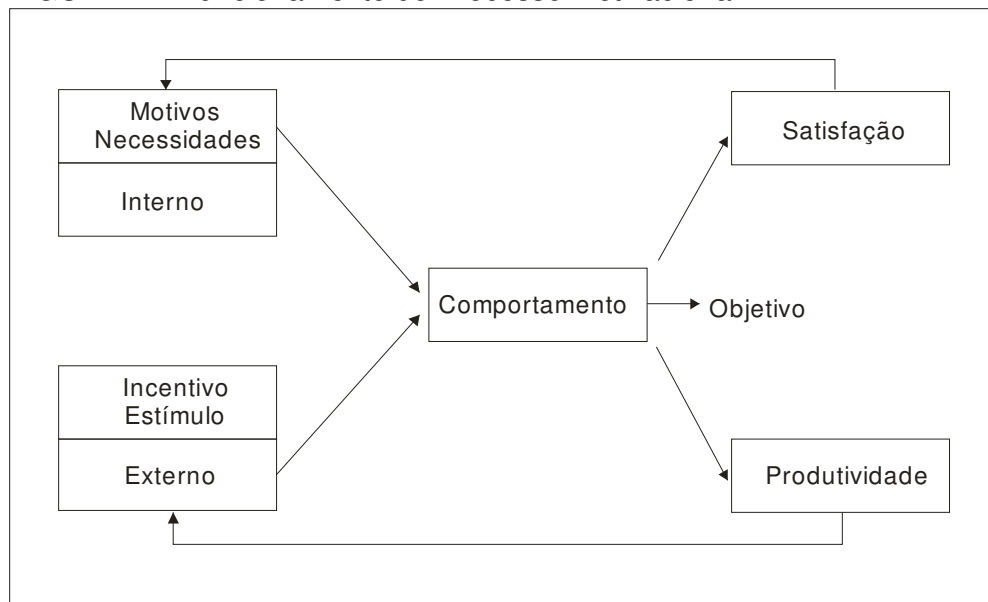 Motivos
Necessidades
Interno
Satisfação
Comportamento
Objetivo
Incentivo
Estímulo
Externo
Produtividade